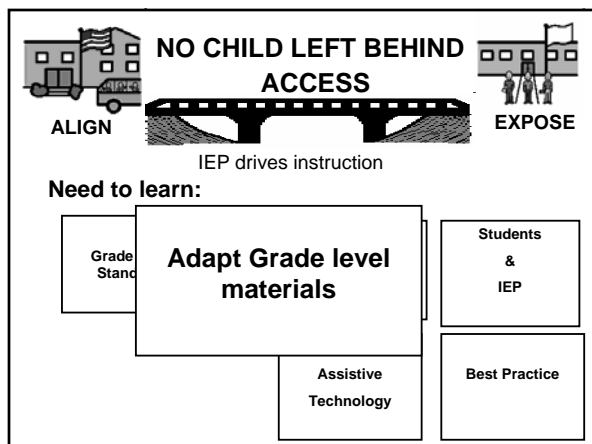 NO CHILD LEFT BEHIND
ACCESS
ALIGN
EXPOSE
IEP drives instruction
Need to learn:
Grade
Stan
Adapt Grade level
materials
Students
&
IEP
Assistive
Technology
Best Practice